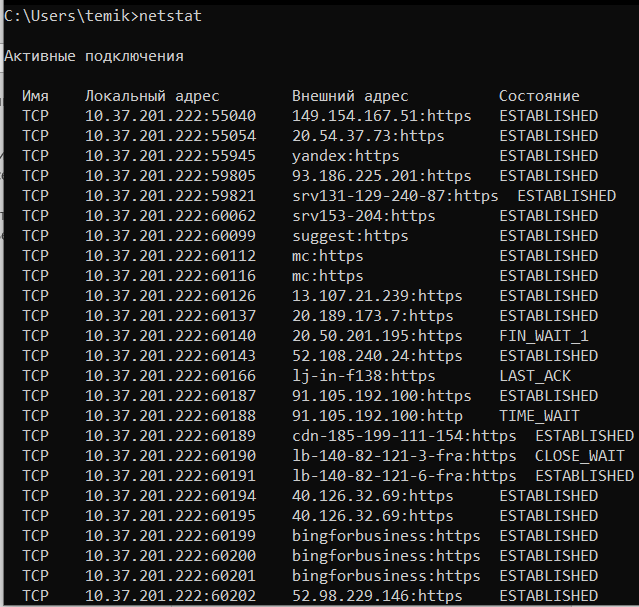 C:\Users\temik>netstat
Активные подключения
Имя Локальный адрес Внешний адрес Состояние
TCP 10.37.201.222:55040 149.154.167.51:https ESTABLISHED
TCP 10.37.201.222:55054 20.54.37.73:https ESTABLISHED
TCP 10.37.201.222:55945 yandex:https ESTABLISHED
TCP 10.37.201.222:59805 93.186.225.201:https ESTABLISHED
TCP 10.37.201.222:59821 srv131-129-240-87:https ESTABLISHED
TCP 10.37.201.222:60062 srv153-204:https ESTABLISHED
TCP 10.37.201.222:60099 suggest:https ESTABLISHED
TCP 10.37.201.222:60112 mc:https ESTABLISHED
TCP 10.37.201.222:60116 mc:https ESTABLISHED
TCP 10.37.201.222:60126 13.107.21.239:https ESTABLISHED
TCP 10.37.201.222:60137 20.189.173.7:https ESTABLISHED
TCP 10.37.201.222:60140 20.50.201.195:https FIN_WAIT_1
TCP 10.37.201.222:60143 52.108.240.24:https ESTABLISHED
TCP 10.37.201.222:60166 lj-in-f138:https LAST_ACK
TCP 10.37.201.222:60187 91.105.192.100:https ESTABLISHED
TCP 10.37.201.222:60188 91.105.192.100:http TIME_WAIT
TCP 10.37.201.222:60189 cdn-185-199-111-154:https ESTABLISHED
TCP 10.37.201.222:60190 lb-140-82-121-3-fra:https CLOSE_WAIT
TCP 10.37.201.222:60191 lb-140-82-121-6-fra:https ESTABLISHED
TCP 10.37.201.222:60194 40.126.32.69:https ESTABLISHED
TCP 10.37.201.222:60195 40.126.32.69:https ESTABLISHED
TCP 10.37.201.222:60199 bingforbusiness:https ESTABLISHED
TCP 10.37.201.222:60200 bingforbusiness:https ESTABLISHED
TCP 10.37.201.222:60201 bingforbusiness:https ESTABLISHED
TCP 10.37.201.222:60202 52.98.229.146:https ESTABLISHED